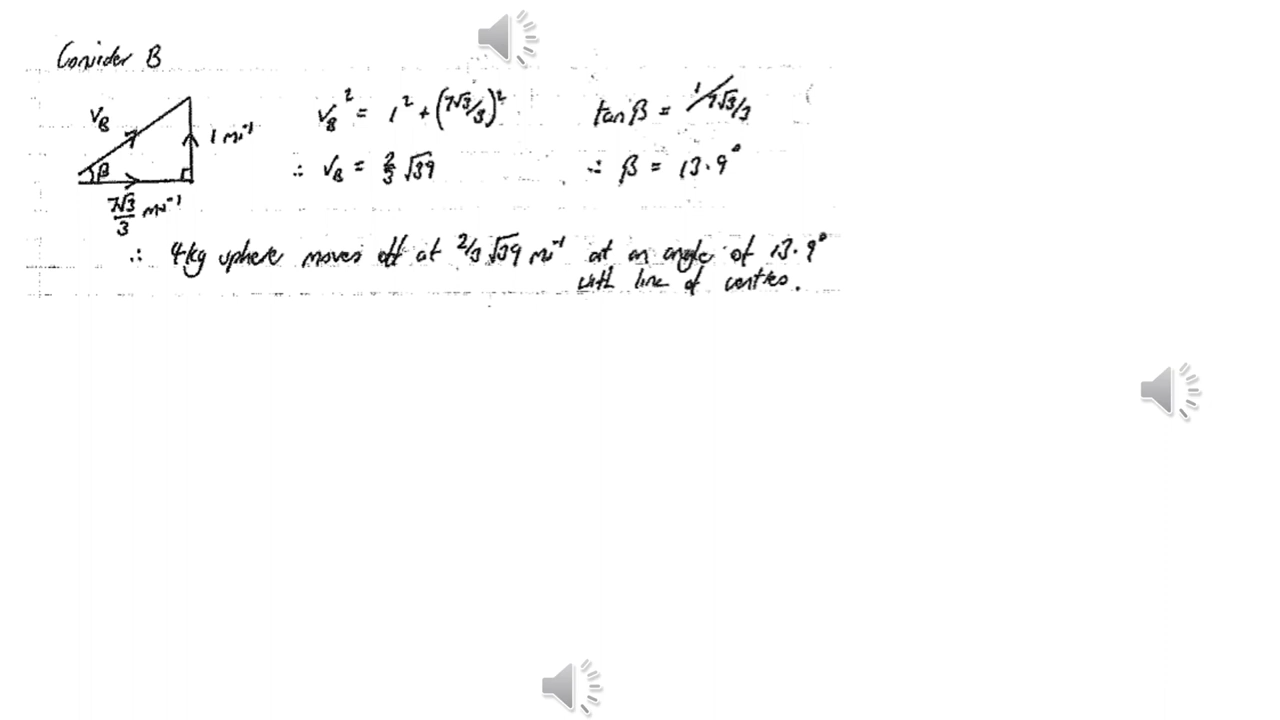 Consider B
v_B
β
1 ms⁻¹
7√3/3 ms⁻¹
v_B² = 1² + (7√3/3)²
∴ v_B = 2/3 √39
tan β = 1/7√3/3
∴ β = 13.9°
∴ 4kg sphere moves off at 2/3 √39 ms⁻¹ at an angle of 13.9°
with line of centres.